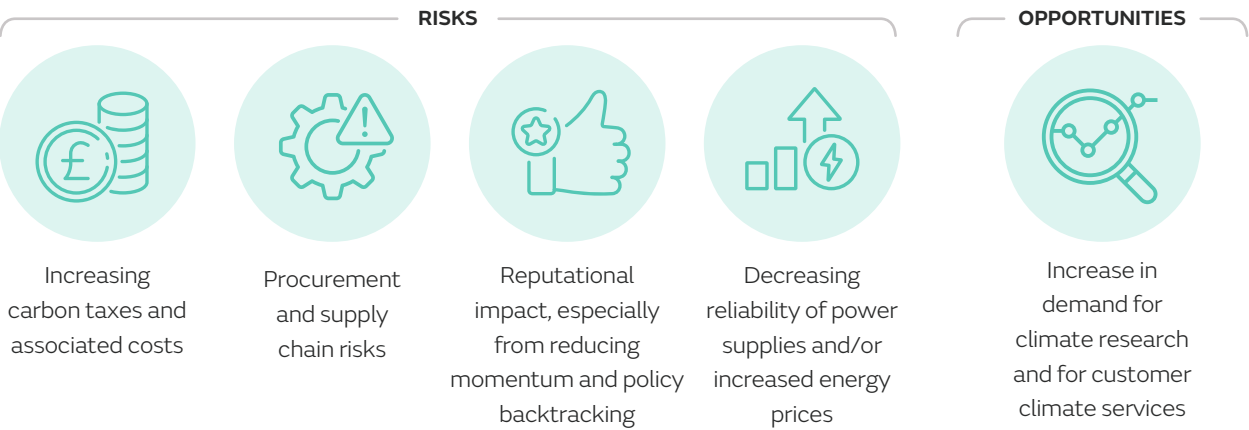 RISKS
OPPORTUNITIES
£
Increasing
carbon taxes and
associated costs
!
Procurement
and supply
chain risks
Reputational
impact, especially
from reducing
momentum and policy
backtracking
Decreasing
reliability of power
supplies and/or
increased energy
prices
Increase in
demand for
climate research
and for customer
climate services